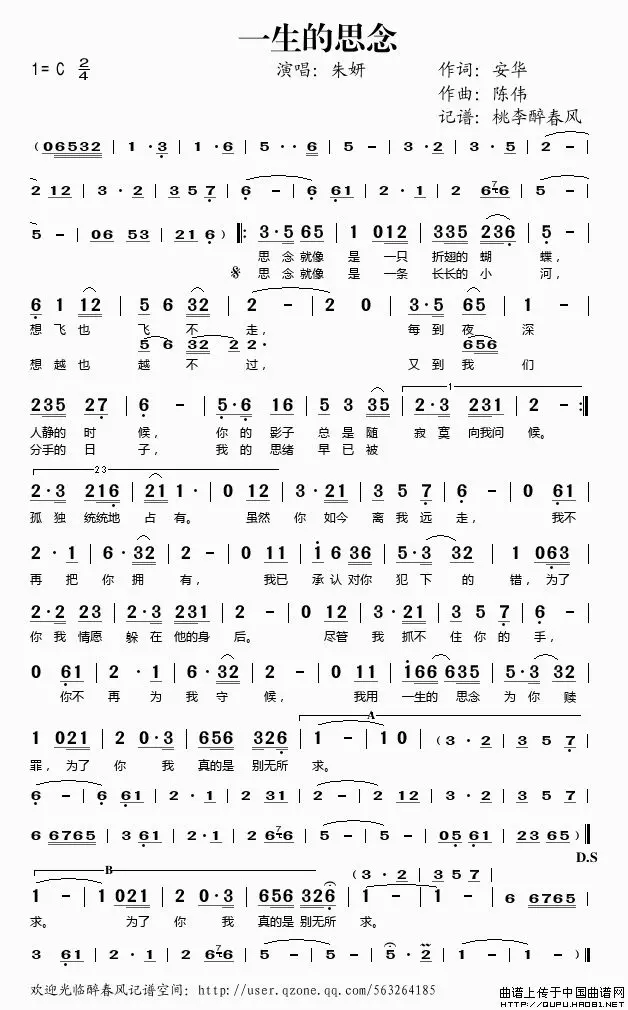 一生的思念
1=C 2/4 演唱：朱妍 作词：安华
作曲：陈伟
记谱：桃李醉春风
(06532 | 1·3 | 1·6 | 5··6 | 5 - | 3·2 | 3·5 | 2 - |
2 12 | 3·2 | 3 5 7 | 6 - | 6 61 | 2·1 | 2 676 | 5 - |
5 - | 06 53 | 21 6) |: 3·5 65 | 1 012 | 335 236 | 5 - |
思念就像 是 一只 折翅的 蝴 蝶，
思念就像 是 一条 长长的 小 河，
6 1 12 | 5 6 32 | 2 - | 2 0 | 3·5 65 | 1 - |
想飞也 飞 不 走， 每到夜 深
5 6 32 2 2· 656
想越也 越 不 过， 又到我 们
1
235 27 | 6 - | 5·6 16 | 5 3 35 | 2·3 231 | 2 - :|
人静的 时 候， 你的影子 总是随 寂寞 向我问 候。
分手的 日 子， 我的思绪 早已被
23
2·3 2216 | 21 1· | 0 12 | 3·21 | 3 5 7 | 6 - | 0 61 |
孤独 统统地 占 有。 虽然 你 如今 离我远 走， 我不
2·1 | 6·32 | 2 - | 0 11 | 1 6 36 | 5·3 32 | 1 063 |
再 把 你 拥 有， 我已 承认对你 犯下的 错，为了
2·2 23 | 2·3 231 | 2 - | 0 12 | 3·21 | 3 5 7 | 6 - |
你我情愿 躲在他的身 后。 尽管 我 抓不 住你的 手，
0 61 | 2·1 | 6·32 | 2 - | 0 11 | 166 635 | 5·3 32 |
你不 再 为 我 守 候， 我用 一生的 思念 为你 赎
A
1 021 | 2 0·3 | 656 326 | 1 - | 1 0 | (3·2 | 3 5 7 |
罪，为了 你 我 真的是 别无所 求。
6 - | 6 61 | 2·1 | 2 31 | 2 - | 2 12 | 3·2 | 3 5 7 |
6 6765 | 3 61 | 2·1 | 2 676 | 5 - | 5 - | 05 61 | 23 65) ||
D.S
B
(3·2 | 3 5 7 |
1 - | 1 021 | 2 0·3 | 656 326 | 1 - | 1 - | 6 6765 |
求。 为了 你 我 真的是别无所 求。
3 61 | 2·1 | 2 676 | 5 - | 5 - | 5·2 | 1 - | 1 -) ||
欢迎光临醉春风记谱空间：http://user.qzone.qq.com/563264185
曲谱上传于中国曲谱网
HTTP://QUPU.HAO81.NET